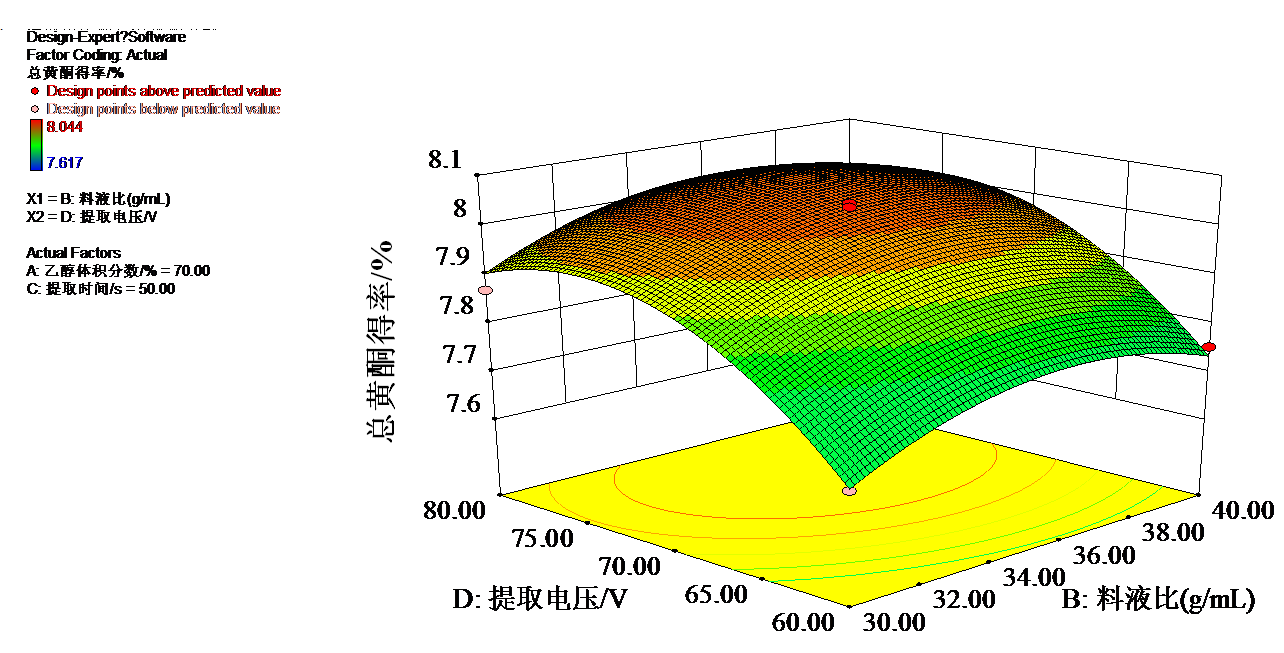 Design-Expert?Software
Factor Coding: Actual
总黄酮得率/%
Design points above predicted value
Design points below predicted value
8.044
7.617
X1 = B: 料液比(g/mL)
X2 = D: 提取电压/V
Actual Factors
A: 乙醇体积分数/% = 70.00
C: 提取时间/s = 50.00
8.1
8
7.9
7.8
7.7
7.6
总黄酮得率/%
80.00
75.00
70.00
65.00
60.00
D: 提取电压/V
30.00
32.00
34.00
36.00
38.00
40.00
B: 料液比(g/mL)